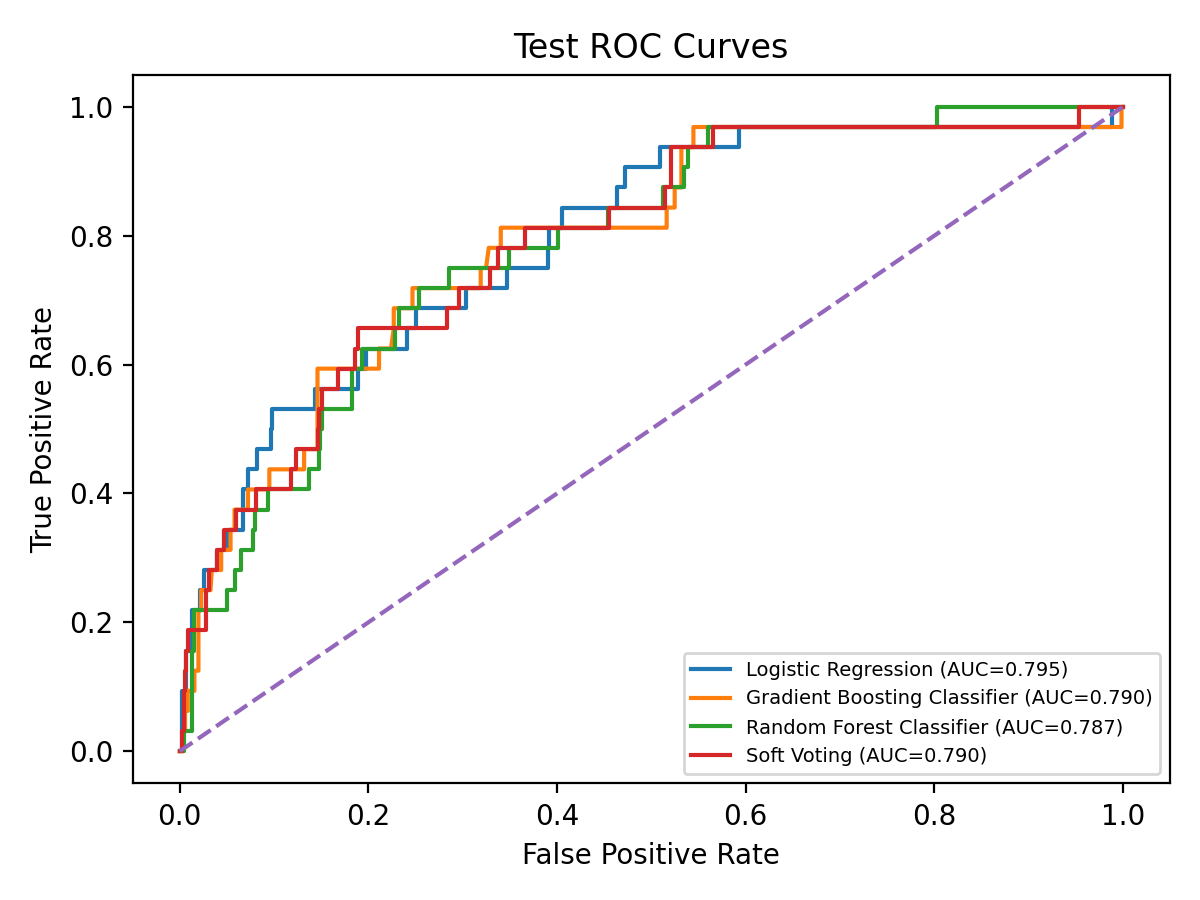 Test ROC Curves
True Positive Rate
1.0
0.8
0.6
0.4
0.2
0.0
Logistic Regression (AUC=0.795)
Gradient Boosting Classifier (AUC=0.790)
Random Forest Classifier (AUC=0.787)
Soft Voting (AUC=0.790)
0.0 0.2 0.4 0.6 0.8 1.0
False Positive Rate